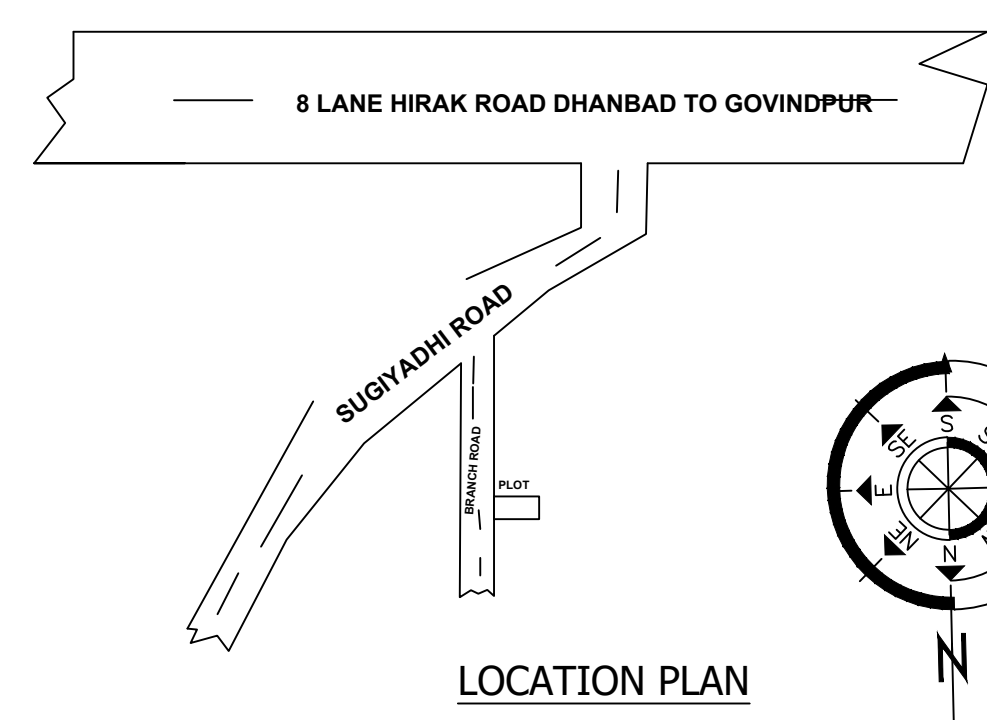 8 LANE HIRAK ROAD DHANBAD TO GOVINDPUR
SUGIYADHI ROAD
BRANCH ROAD
PLOT
S
SE
E
NE
N
N
LOCATION PLAN